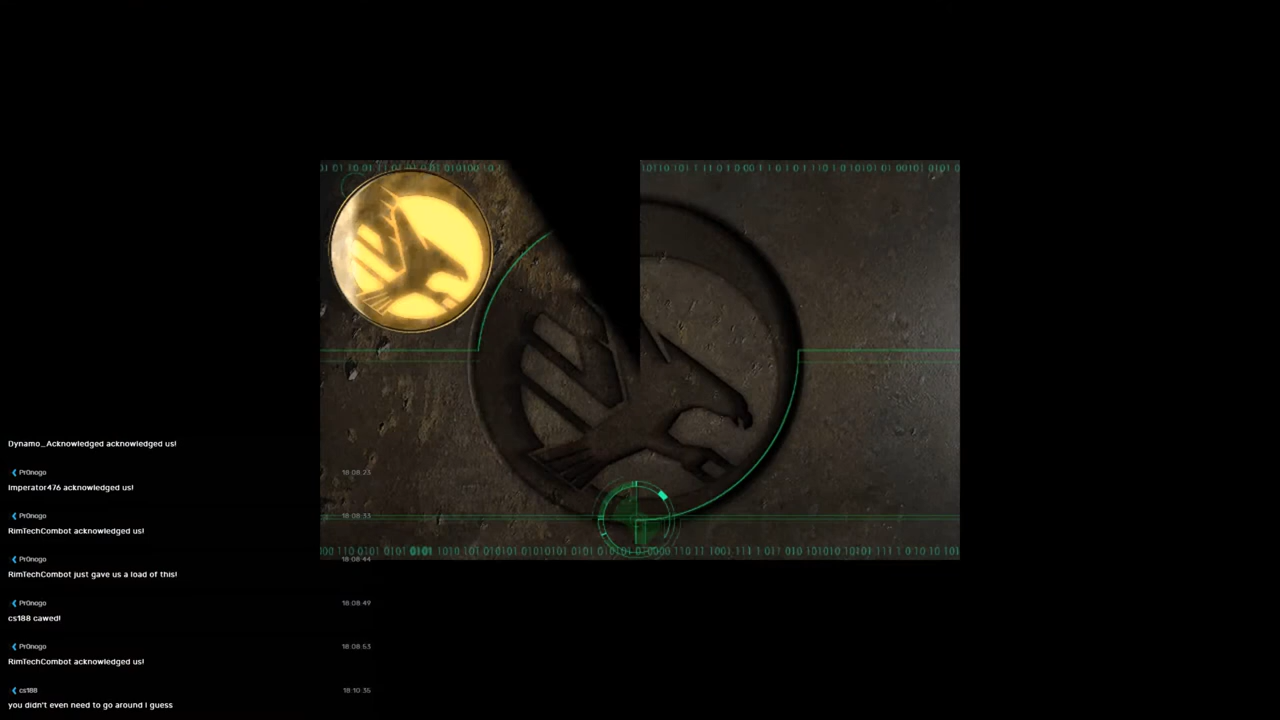 Dynamo_Acknowledged acknowledged us!
Pr0nogo 18:08:23
Imperator476 acknowledged us!
Pr0nogo 18:08:33
RimTechCombot acknowledged us!
Pr0nogo 18:08:44
RimTechCombot just gave us a load of this!
Pr0nogo 18:08:49
cs188 cawed!
Pr0nogo 18:08:53
RimTechCombot acknowledged us!
cs188 18:10:36
you didn't even need to go around I guess